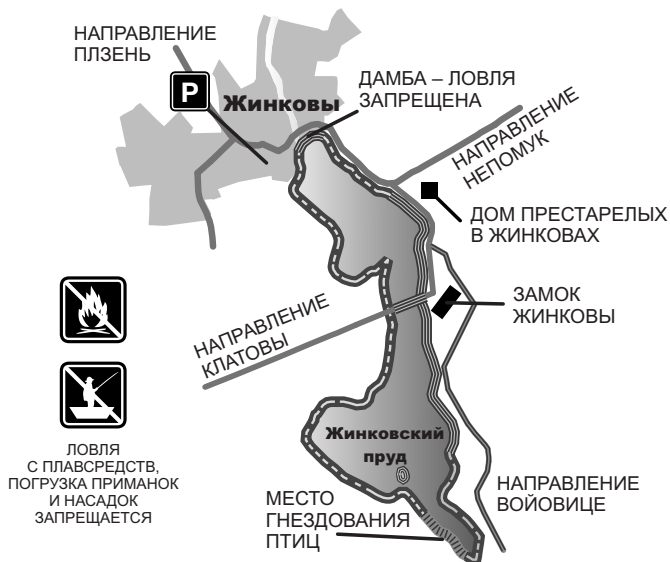 НАПРАВЛЕНИЕ
ПЛЗЕНЬ
P
Жинковы
ДАМБА – ЛОВЛЯ
ЗАПРЕЩЕНА
НАПРАВЛЕНИЕ
НЕПОМУК
ДОМ ПРЕСТАРЕЛЫХ
В ЖИНКОВАХ
ЗАМОК
ЖИНКОВЫ
НАПРАВЛЕНИЕ
КЛАТОВЫ
ЛОВЛЯ
С ПЛАВСРЕДСТВ,
ПОГРУЗКА ПРИМАНОК
И НАСАДОК
ЗАПРЕЩАЕТСЯ
Жинковский
пруд
МЕСТО
ГНЕЗДОВАНИЯ
ПТИЦ
НАПРАВЛЕНИЕ
ВОЙОВИЦЕ